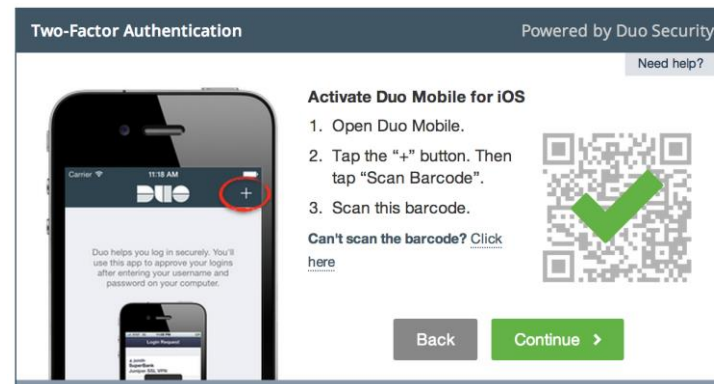 Two-Factor Authentication
Powered by Duo Security
Need help?
Activate Duo Mobile for iOS
1. Open Duo Mobile.
2. Tap the “+” button. Then
tap “Scan Barcode”.
3. Scan this barcode.
Can't scan the barcode? Click
here
Back
Continue
Carrier
11:18 AM
DUO
Duo helps you log in securely. You'll
use this app to approve your logins
after entering your username and
password on your computer.
Login Request
SuperBank